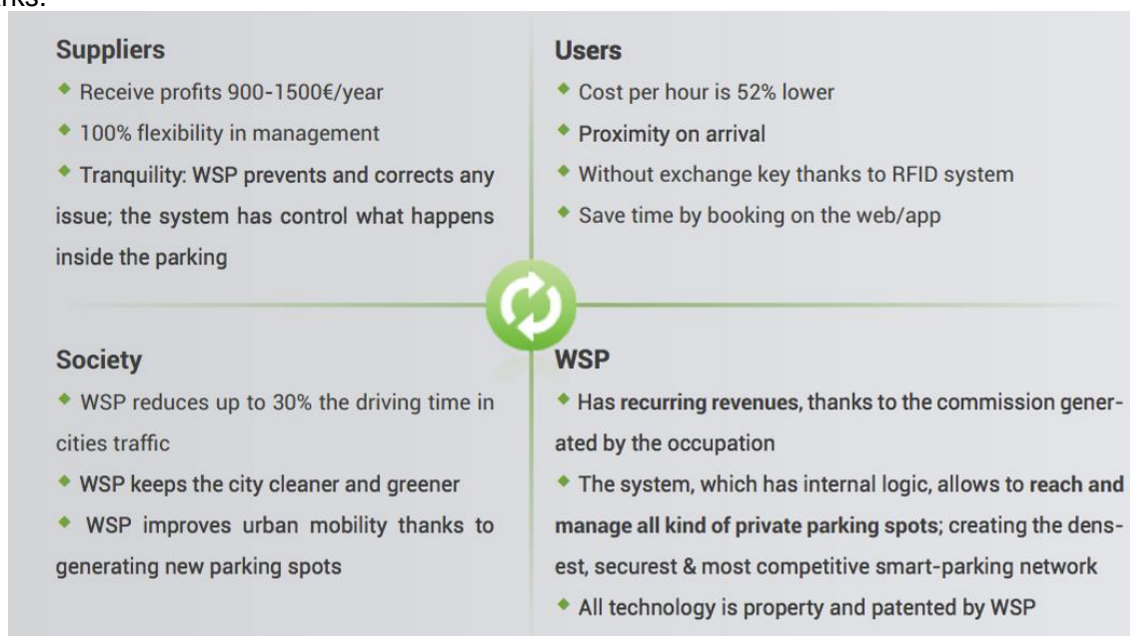 Suppliers
◆ Receive profits 900-1500€/year
◆ 100% flexibility in management
◆ Tranquility: WSP prevents and corrects any
issue; the system has control what happens
inside the parking
Users
◆ Cost per hour is 52% lower
◆ Proximity on arrival
◆ Without exchange key thanks to RFID system
◆ Save time by booking on the web/app
Society
◆ WSP reduces up to 30% the driving time in
cities traffic
◆ WSP keeps the city cleaner and greener
◆ WSP improves urban mobility thanks to
generating new parking spots
WSP
◆ Has recurring revenues, thanks to the commission gener-
ated by the occupation
◆ The system, which has internal logic, allows to reach and
manage all kind of private parking spots; creating the dens-
est, securest & most competitive smart-parking network
◆ All technology is property and patented by WSP